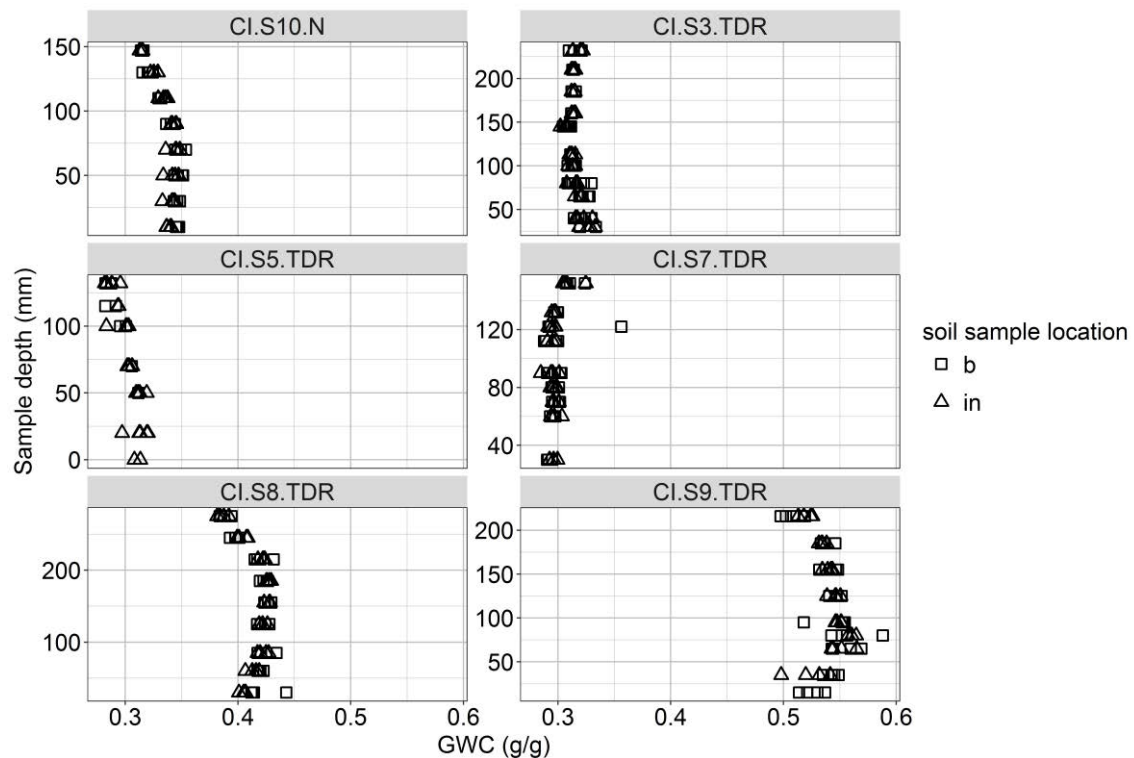 CI.S10.N
CI.S3.TDR
150
100
50
200
150
100
50
CI.S5.TDR
CI.S7.TDR
100
50
0
120
80
40
CI.S8.TDR
CI.S9.TDR
200
100
200
150
100
50
0.3 0.4 0.5 0.6
0.3 0.4 0.5 0.6
GWC (g/g)
Sample depth (mm)
soil sample location
b
in